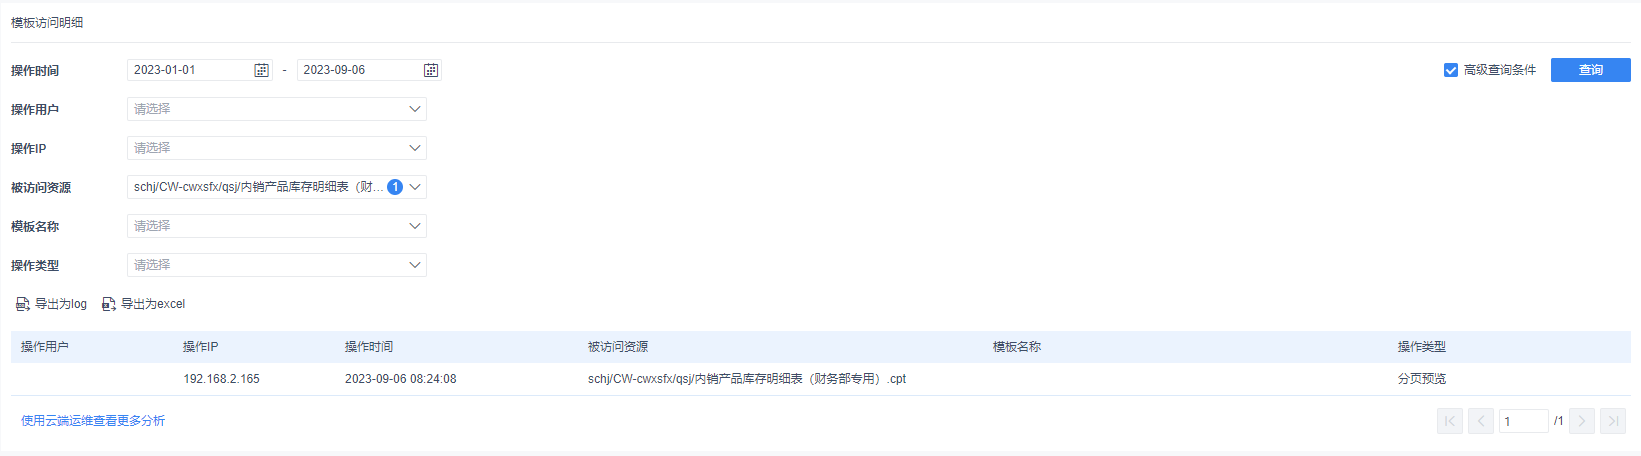 模板访问明细
操作时间 2023-01-01 - 2023-09-06 高级查询条件 查询
操作用户 请选择
操作IP 请选择
被访问资源 schj/CW-cwxsfx/qsj/内销产品库存明细表（财... 1
模板名称 请选择
操作类型 请选择
导出为log 导出为excel
操作用户 操作IP 操作时间 被访问资源 模板名称 操作类型
192.168.2.165 2023-09-06 08:24:08 schj/CW-cwxsfx/qsj/内销产品库存明细表（财务部专用）.cpt 分页预览
使用云端运维查看更多分析 1 /1